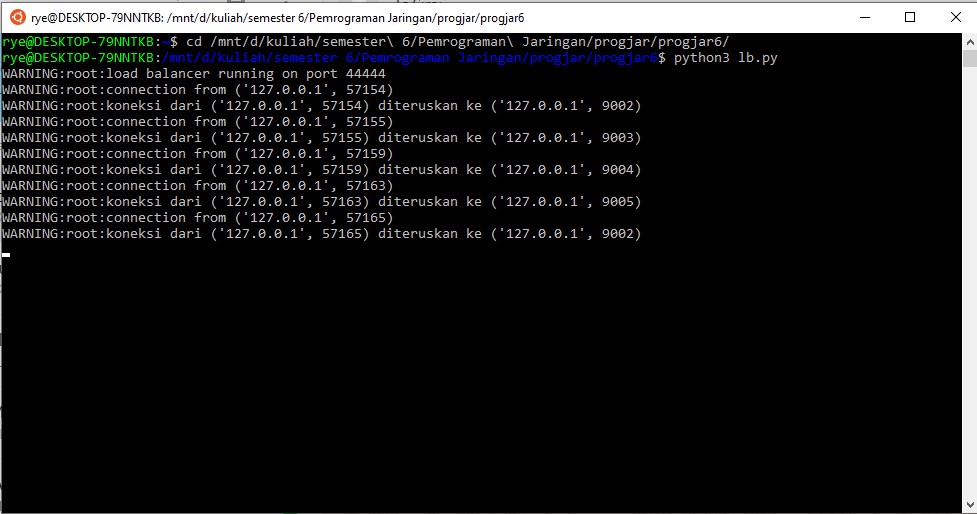 rye@DESKTOP-79NNTKB: /mnt/d/kuliah/semester 6/Pemrograman Jaringan/progjar/progjar6
rye@DESKTOP-79NNTKB:~$ cd /mnt/d/kuliah/semester\ 6/Pemrograman\ Jaringan/progjar/progjar6/
rye@DESKTOP-79NNTKB:/mnt/d/kuliah/semester 6/Pemrograman Jaringan/progjar/progjar6$ python3 lb.py
WARNING:root:load balancer running on port 44444
WARNING:root:connection from ('127.0.0.1', 57154)
WARNING:root:koneksi dari ('127.0.0.1', 57154) diteruskan ke ('127.0.0.1', 9002)
WARNING:root:connection from ('127.0.0.1', 57155)
WARNING:root:koneksi dari ('127.0.0.1', 57155) diteruskan ke ('127.0.0.1', 9003)
WARNING:root:connection from ('127.0.0.1', 57159)
WARNING:root:koneksi dari ('127.0.0.1', 57159) diteruskan ke ('127.0.0.1', 9004)
WARNING:root:connection from ('127.0.0.1', 57163)
WARNING:root:koneksi dari ('127.0.0.1', 57163) diteruskan ke ('127.0.0.1', 9005)
WARNING:root:connection from ('127.0.0.1', 57165)
WARNING:root:koneksi dari ('127.0.0.1', 57165) diteruskan ke ('127.0.0.1', 9002)